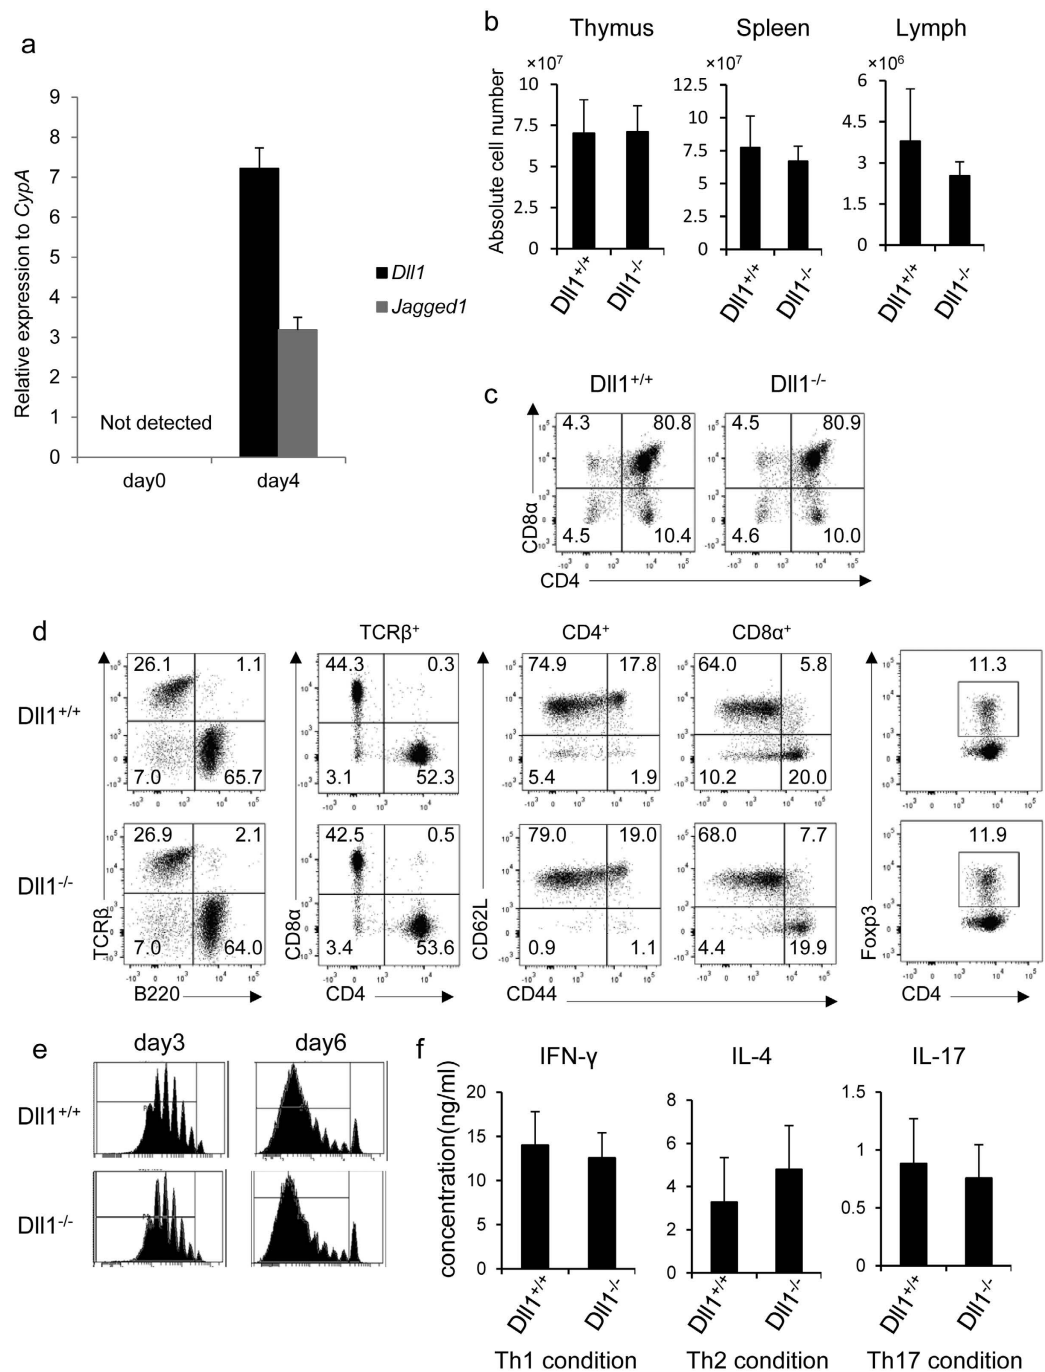 a
9
8
7
6
5
4
3
2
1
0
Relative expression to CypA
Not detected
day0 day4
Dll1
Jagged1
b
Thymus Spleen Lymph
×10⁷ ×10⁷ ×10⁶
Absolute cell number
10 7.5 5 2.5 0
12.5 10 7.5 5 2.5 0
6 4.5 3 1.5 0
Dll1+/+ Dll1-/- Dll1+/+ Dll1-/- Dll1+/+ Dll1-/-
c
Dll1+/+ Dll1-/-
4.3 80.8 4.5 80.9
4.5 10.4 4.6 10.0
CD8α
CD4
d
TCRβ+ CD4+ CD8α+
Dll1+/+
26.1 1.1 44.3 0.3 74.9 17.8 64.0 5.8 11.3
7.0 65.7 3.1 52.3 5.4 1.9 10.2 20.0
Dll1-/-
26.9 2.1 42.5 0.5 79.0 19.0 68.0 7.7 11.9
7.0 64.0 3.4 53.6 0.9 1.1 4.4 19.9
TCRβ CD8α CD62L Foxp3
B220 CD4 CD44 CD4
e
day3 day6
Dll1+/+
Dll1-/-
f
IFN-γ IL-4 IL-17
concentration(ng/ml)
20 15 10 5 0
8 6 4 2 0
1.5 1 0.5 0
Dll1+/+ Dll1-/- Dll1+/+ Dll1-/- Dll1+/+ Dll1-/-
Th1 condition Th2 condition Th17 condition